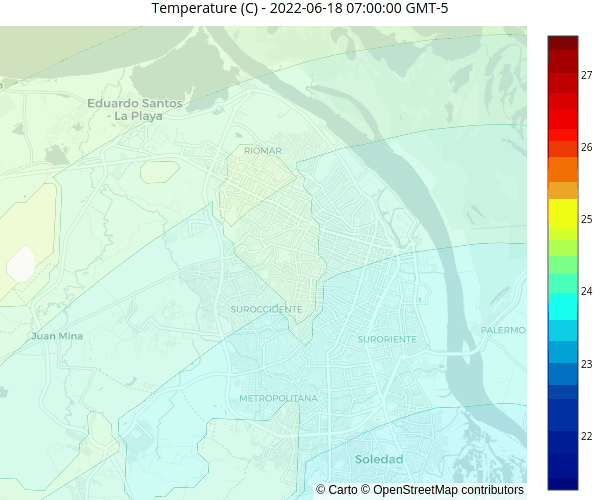 Temperature (C) - 2022-06-18 07:00:00 GMT-5
27
Eduardo Santos
- La Playa
RIOMAR
26
25
24
SUROCCIDENTE
Juan Mina
SURORIENTE
PALERMO
23
METROPOLITANA
22
Soledad
© Carto © OpenStreetMap contributors